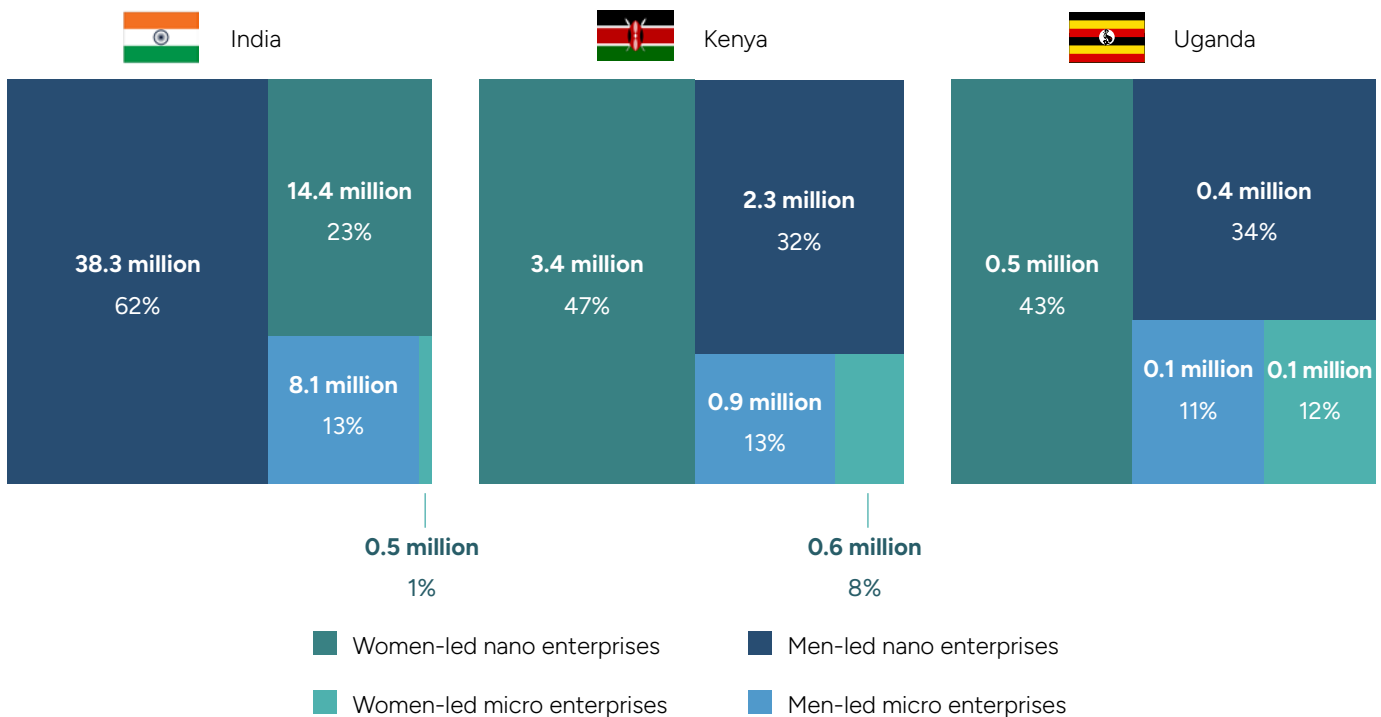 India
Kenya
Uganda
38.3 million
62%
14.4 million
23%
8.1 million
13%
0.5 million
1%
3.4 million
47%
2.3 million
32%
0.9 million
13%
0.6 million
8%
0.5 million
43%
0.4 million
34%
0.1 million
11%
0.1 million
12%
Women-led nano enterprises
Men-led nano enterprises
Women-led micro enterprises
Men-led micro enterprises